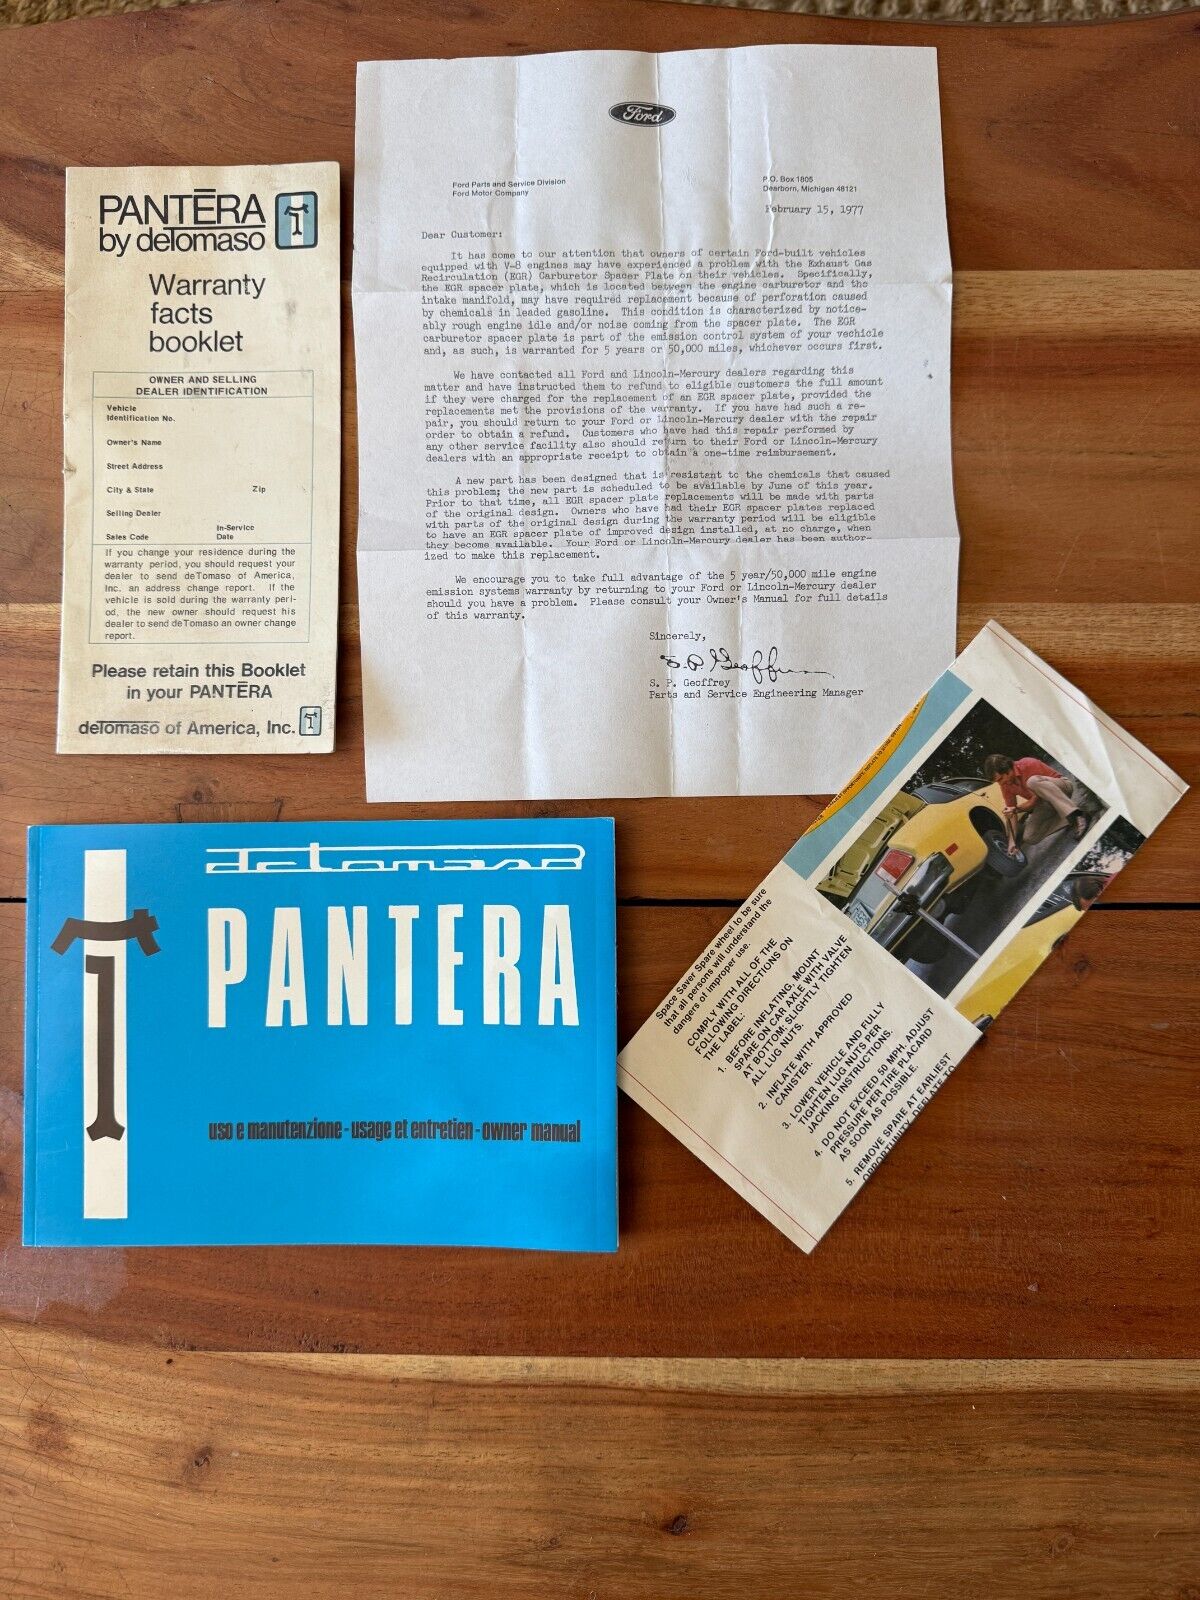 PANTĒRA
by deTomaso
Warranty
facts
booklet
OWNER AND SELLING
DEALER IDENTIFICATION
Vehicle
Identification No.
Owner's Name
Street Address
City & State Zip
Selling Dealer
In-Service
Sales Code Date
If you change your residence during the
warranty period, you should request your
dealer to send deTomaso of America,
Inc. an address change report. If the
vehicle is sold during the warranty peri-
od, the new owner should request his
dealer to send deTomaso an owner change
report.
Please retain this Booklet
in your PANTĒRA
deTomaso of America, Inc.
Ford
Ford Parts and Service Division
Ford Motor Company
P.O. Box 1805
Dearborn, Michigan 48121
February 15, 1977
Dear Customer:
It has come to our attention that owners of certain Ford-built vehicles
equipped with V-8 engines may have experienced a problem with the Exhaust Gas
Recirculation (EGR) Carburetor Spacer Plate on their vehicles. Specifically,
the EGR spacer plate, which is located between the engine carburetor and the
intake manifold, may have required replacement because of perforation caused
by chemicals in leaded gasoline. This condition is characterized by notice-
ably rough engine idle and/or noise coming from the spacer plate. The EGR
carburetor spacer plate is part of the emission control system of your vechicle
and, as such, is warranted for 5 years or 50,000 miles, whichever occurs first.
We have contacted all Ford and Lincoln-Mercury dealers regarding this
matter and have instructed them to refund to eligible customers the full amount
if they were charged for the replacement of an EGR spacer plate, provided the
replacements met the provisions of the warranty. If you have had such a re-
pair, you should return to your Ford or Lincoln-Mercury dealer with the repair
order to obtain a refund. Customers who have had this repair performed by
any other service facility also should return to their Ford or Lincoln-Mercury
dealers with an appropriate receipt to obtain a one-time reimbursement.
A new part has been designed that is resistant to the chemicals that caused
this problem; the new part is scheduled to be available by June of this year.
Prior to that time, all EGR spacer plate replacements will be made with parts
of the original design. Owners who have had their EGR spacer plates replaced
with parts of the original design during the warranty period will be eligible
to have an EGR spacer plate of improved design installed, at no charge, when
they become available. Your Ford or Lincoln-Mercury dealer has been author-
ized to make this replacement.
We encourage you to take full advantage of the 5 year/50,000 mile engine
emission systems warranty by returning to your Ford or Lincoln-Mercury dealer
should you have a problem. Please consult your Owner's Manual for full details
of this warranty.
Sincerely,
S. P. Geoffrey
S. P. Geoffrey
Parts and Service Engineering Manager
deTomaso
PANTERA
uso e manutenzione - usage et entretien - owner manual
Space Saver Spare wheel to be sure
that all persons will understand the
dangers of improper use.
COMPLY WITH ALL OF THE
FOLLOWING DIRECTIONS ON
THE LABEL:
1. BEFORE INFLATING, MOUNT
SPARE ON CAR AXLE WITH VALVE
AT BOTTOM: SLIGHTLY TIGHTEN
ALL LUG NUTS.
2. INFLATE WITH APPROVED
CANISTER.
3. LOWER VEHICLE AND FULLY
TIGHTEN LUG NUTS PER
JACKING INSTRUCTIONS.
4. DO NOT EXCEED 50 MPH. ADJUST
PRESSURE PER TIRE PLACARD
AS SOON AS POSSIBLE.
5. REMOVE SPARE AT EARLIEST
OPPORTUNITY. DEFLATE TO